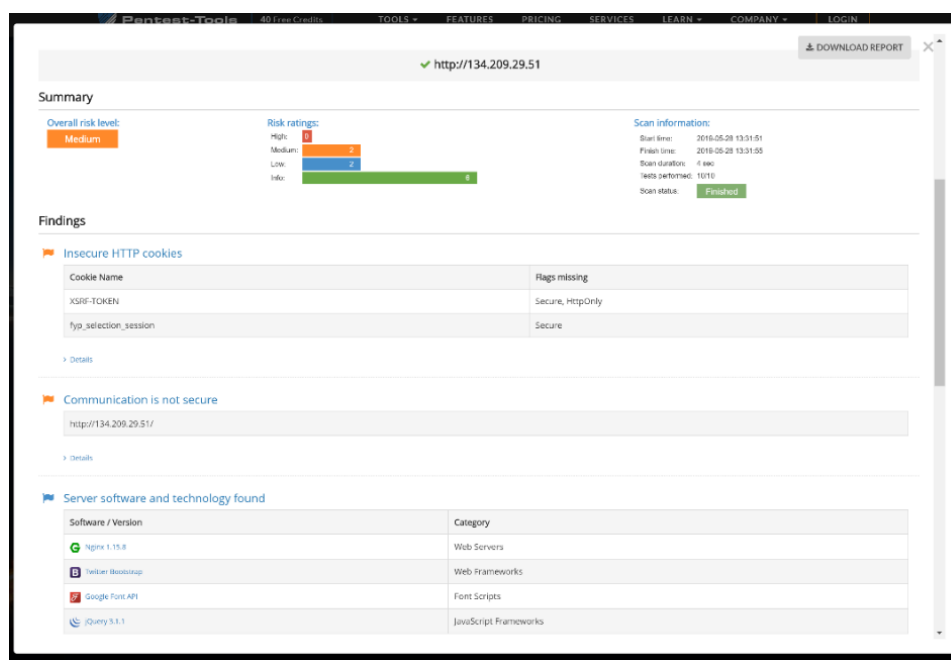 Pentest-Tools 40 Free Credits TOOLS FEATURES PRICING SERVICES LEARN COMPANY LOGIN
DOWNLOAD REPORT
http://134.209.29.51
Summary
Overall risk level:
Medium
Risk ratings:
High: 0
Medium: 2
Low: 2
Info: 6
Scan information:
Start time: 2018-05-28 13:31:51
Finish time: 2018-05-28 13:31:55
Scan duration: 4 sec
Tests performed: 10/10
Scan status: Finished
Findings
Insecure HTTP cookies
Cookie Name Flags missing
XSRF-TOKEN Secure, HttpOnly
fyp_selection_session Secure
Details
Communication is not secure
http://134.209.29.51/
Details
Server software and technology found
Software / Version Category
Nginx 1.15.8 Web Servers
Twitter Bootstrap Web Frameworks
Google Font API Font Scripts
jQuery 3.1.1 JavaScript Frameworks